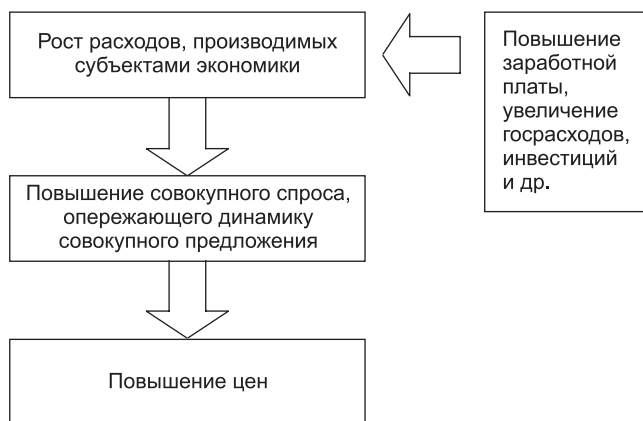 Рост расходов, производимых
субъектами экономики
Повышение
заработной
платы,
увеличение
госрасходов,
инвестиций
и др.
Повышение совокупного спроса,
опережающего динамику
совокупного предложения
Повышение цен